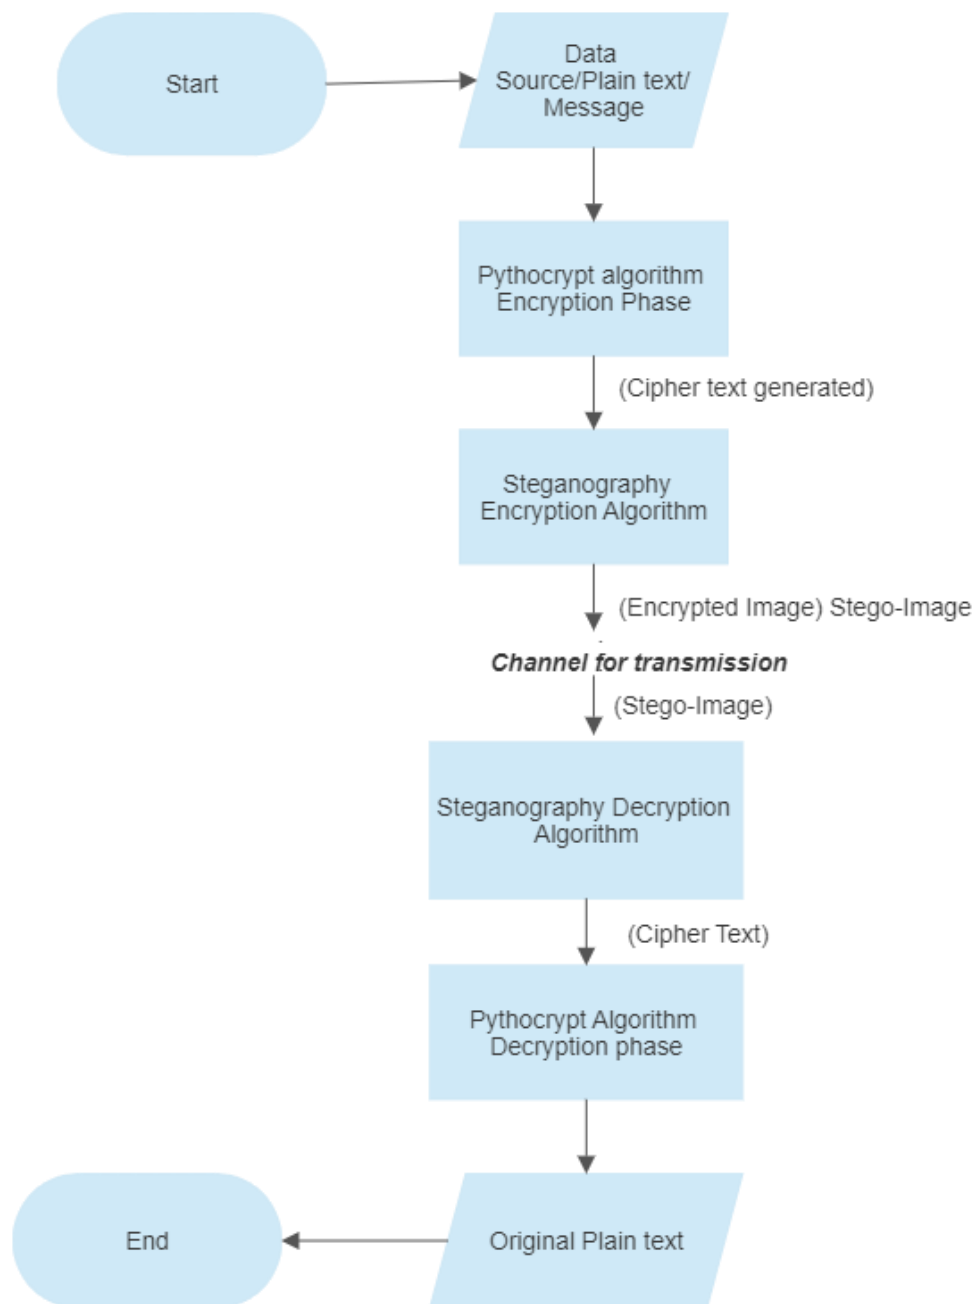 Start
Data
Source/Plain text/
Message
Pythocrypt algorithm
Encryption Phase
(Cipher text generated)
Steganography
Encryption Algorithm
(Encrypted Image) Stego-Image
Channel for transmission
(Stego-Image)
Steganography Decryption
Algorithm
(Cipher Text)
Pythocrypt Algorithm
Decryption phase
Original Plain text
End